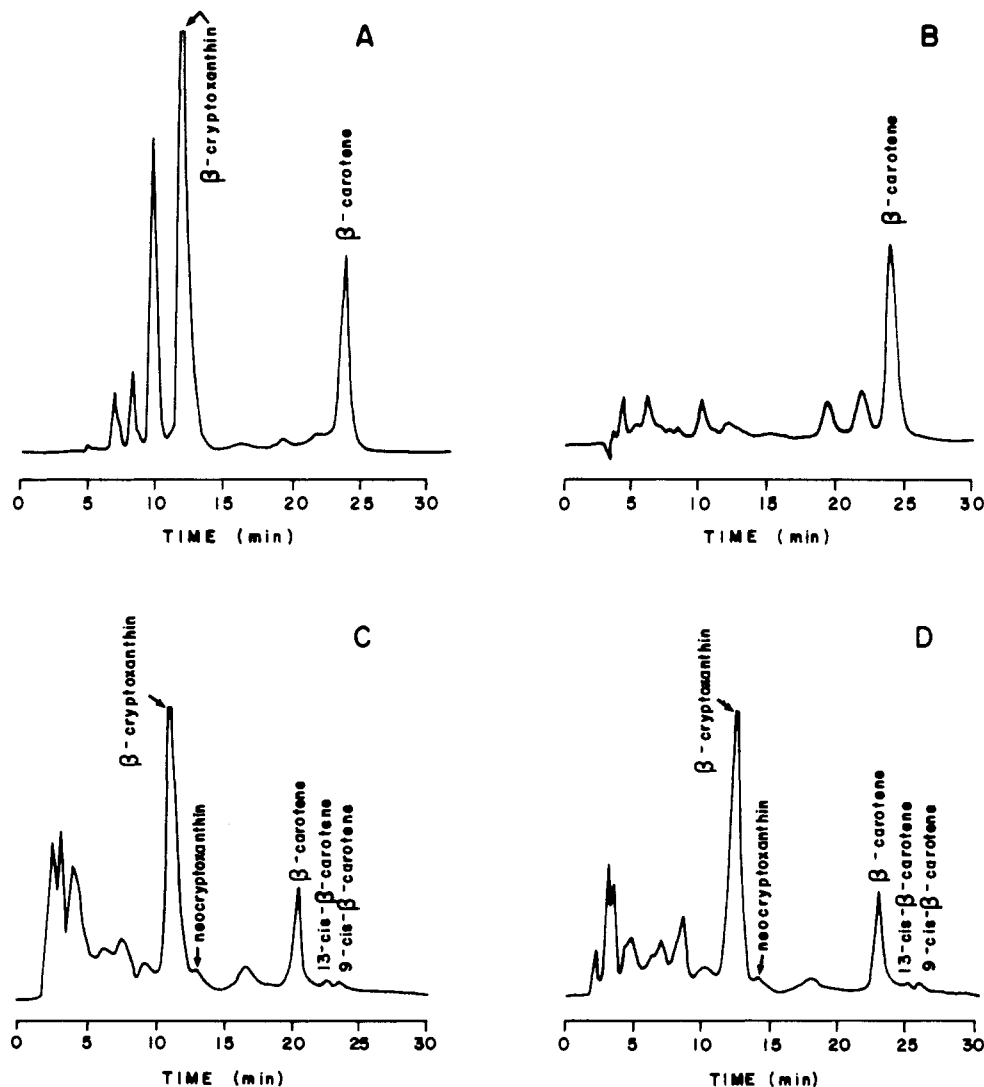 A
β-cryptoxanthin
β-carotene
0 5 10 15 20 25 30
TIME (min)
B
β-carotene
0 5 10 15 20 25 30
TIME (min)
C
β-cryptoxanthin
neocryptoxanthin
β-carotene
13-cis-β-carotene
9-cis-β-carotene
0 5 10 15 20 25 30
TIME (min)
D
β-cryptoxanthin
neocryptoxanthin
β-carotene
13-cis-β-carotene
9-cis-β-carotene
0 5 10 15 20 25 30
TIME (min)